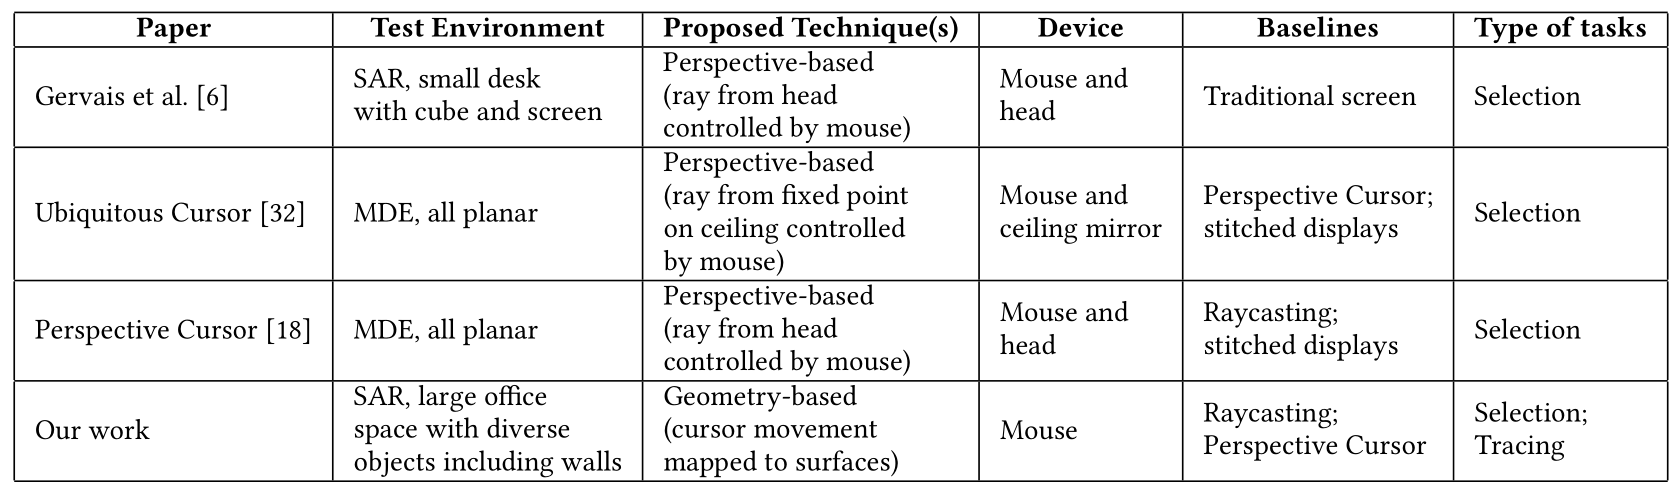 Paper Test Environment Proposed Technique(s) Device Baselines Type of tasks
Gervais et al. [6]
SAR, small desk
with cube and screen
Perspective-based
(ray from head
controlled by mouse)
Mouse and
head
Traditional screen
Selection
Ubiquitous Cursor [32]
MDE, all planar
Perspective-based
(ray from fixed point
on ceiling controlled
by mouse)
Mouse and
ceiling mirror
Perspective Cursor;
stitched displays
Selection
Perspective Cursor [18]
MDE, all planar
Perspective-based
(ray from head
controlled by mouse)
Mouse and
head
Raycasting;
stitched displays
Selection
Our work
SAR, large office
space with diverse
objects including walls
Geometry-based
(cursor movement
mapped to surfaces)
Mouse
Raycasting;
Perspective Cursor
Selection;
Tracing